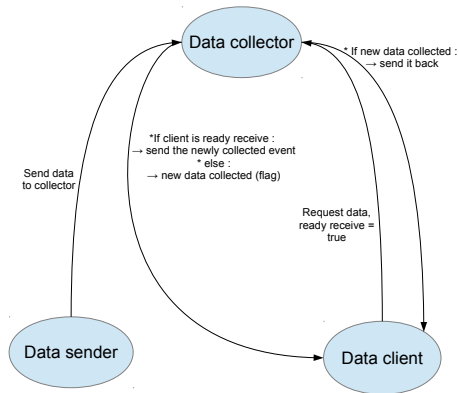 Data collector
* If new data collected :
→ send it back
*If client is ready receive :
→ send the newly collected event
* else :
→ new data collected (flag)
Send data
to collector
Request data,
ready receive =
true
Data sender
Data client